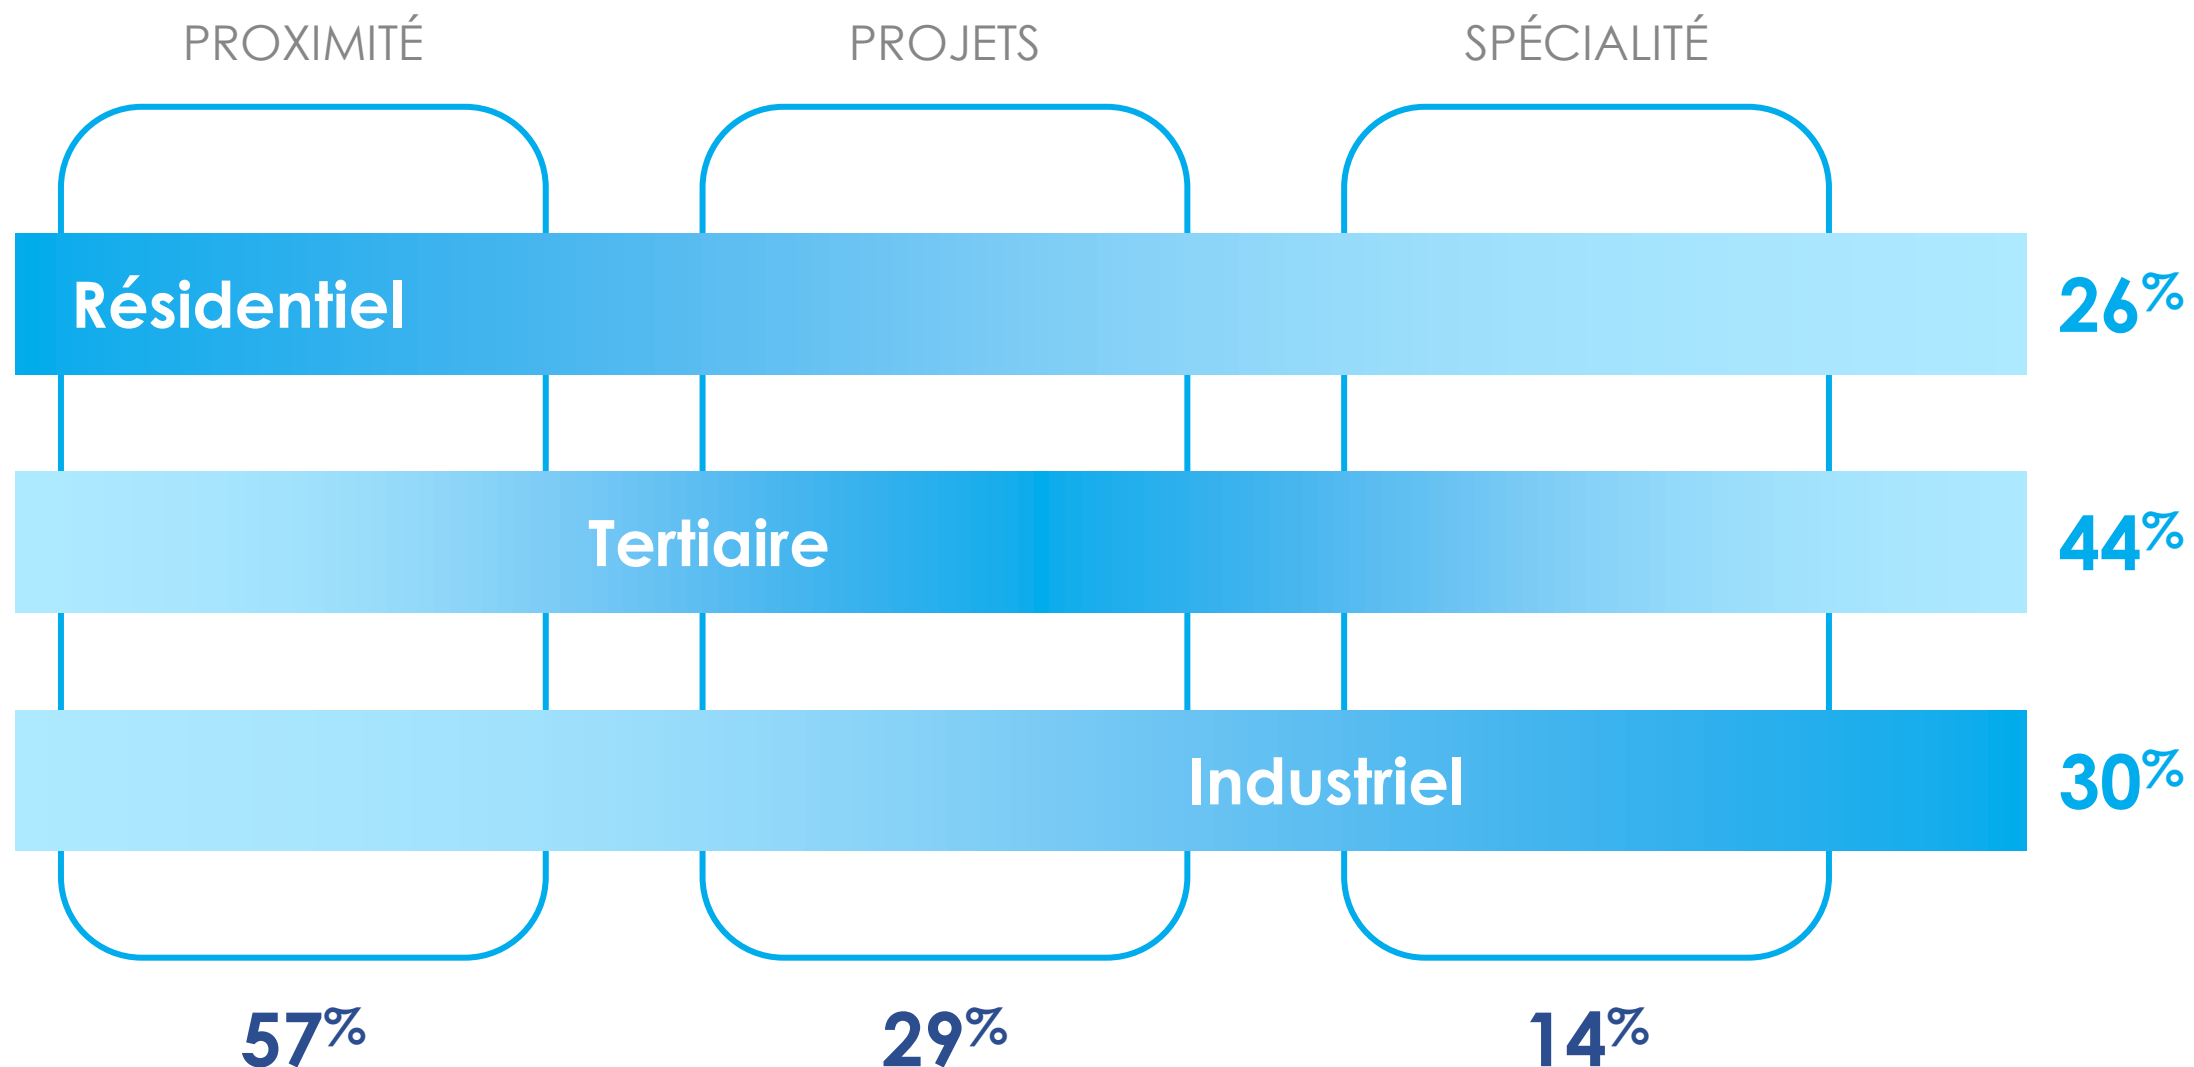 PROXIMITÉ PROJETS SPÉCIALITÉ
Résidentiel 26%
Tertiaire 44%
Industriel 30%
57% 29% 14%